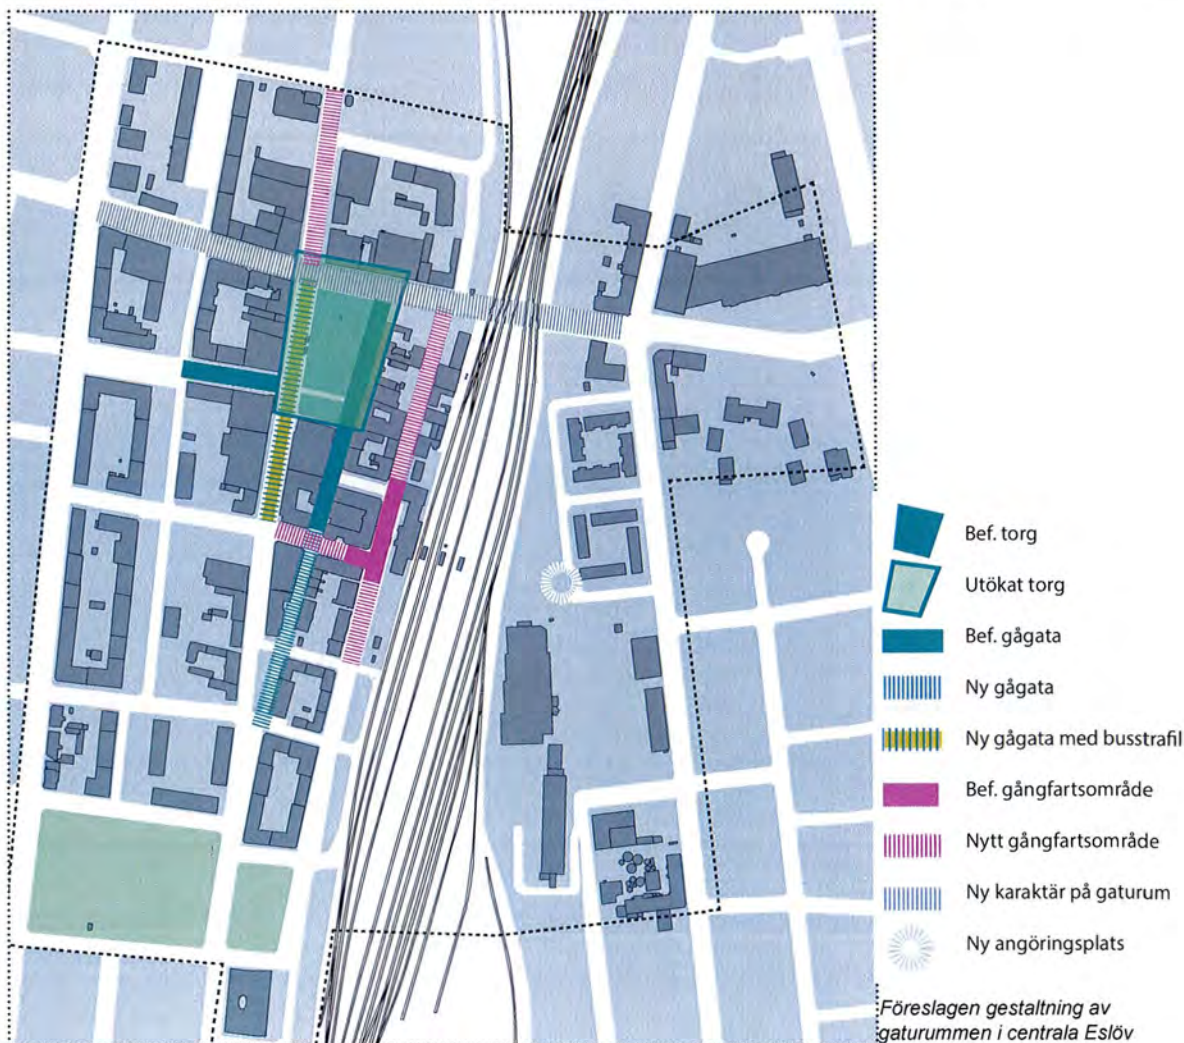 Bef. torg
Utökat torg
Bef. gågata
Ny gågata
Ny gågata med busstrafil
Bef. gångfartsområde
Nytt gångfartsområde
Ny karaktär på gaturum
Ny angöringsplats
Föreslagen gestaltning av
gaturummen i centrala Eslöv